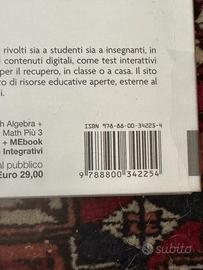 rivolti sia a studenti sia a insegnanti, in
contenuti digitali, come test interattivi
per il recupero, in classe o a casa. Il sito
to di risorse educative aperte, esterne al
i.
h Algebra +
Math Più 3
+ MEbook
Integrativi
al pubblico
Euro 29,00
ISBN 978-88-00-34225-4
9 788800 342254
subito